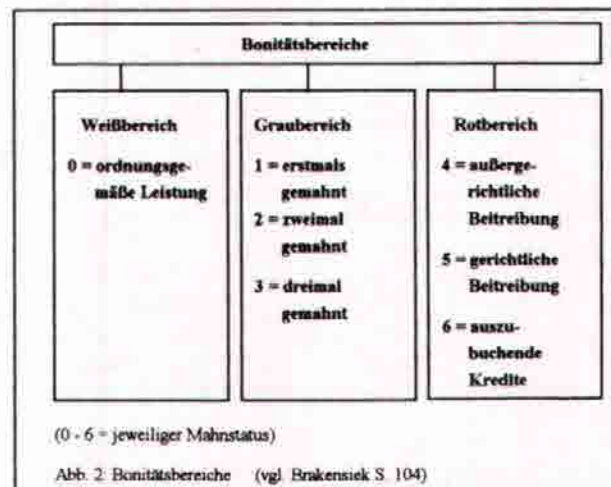 Bonitätsbereiche
Weißbereich
0 = ordnungsge-
mäße Leistung
Graubereich
1 = erstmals
gemahnt
2 = zweimal
gemahnt
3 = dreimal
gemahnt
Rotbereich
4 = außerge-
richtliche
Beitreibung
5 = gerichtliche
Beitreibung
6 = auszu-
buchende
Kredite
(0 - 6 = jeweiliger Mahnstatus)
Abb. 2: Bonitätsbereiche (vgl. Brakensiek S. 104)